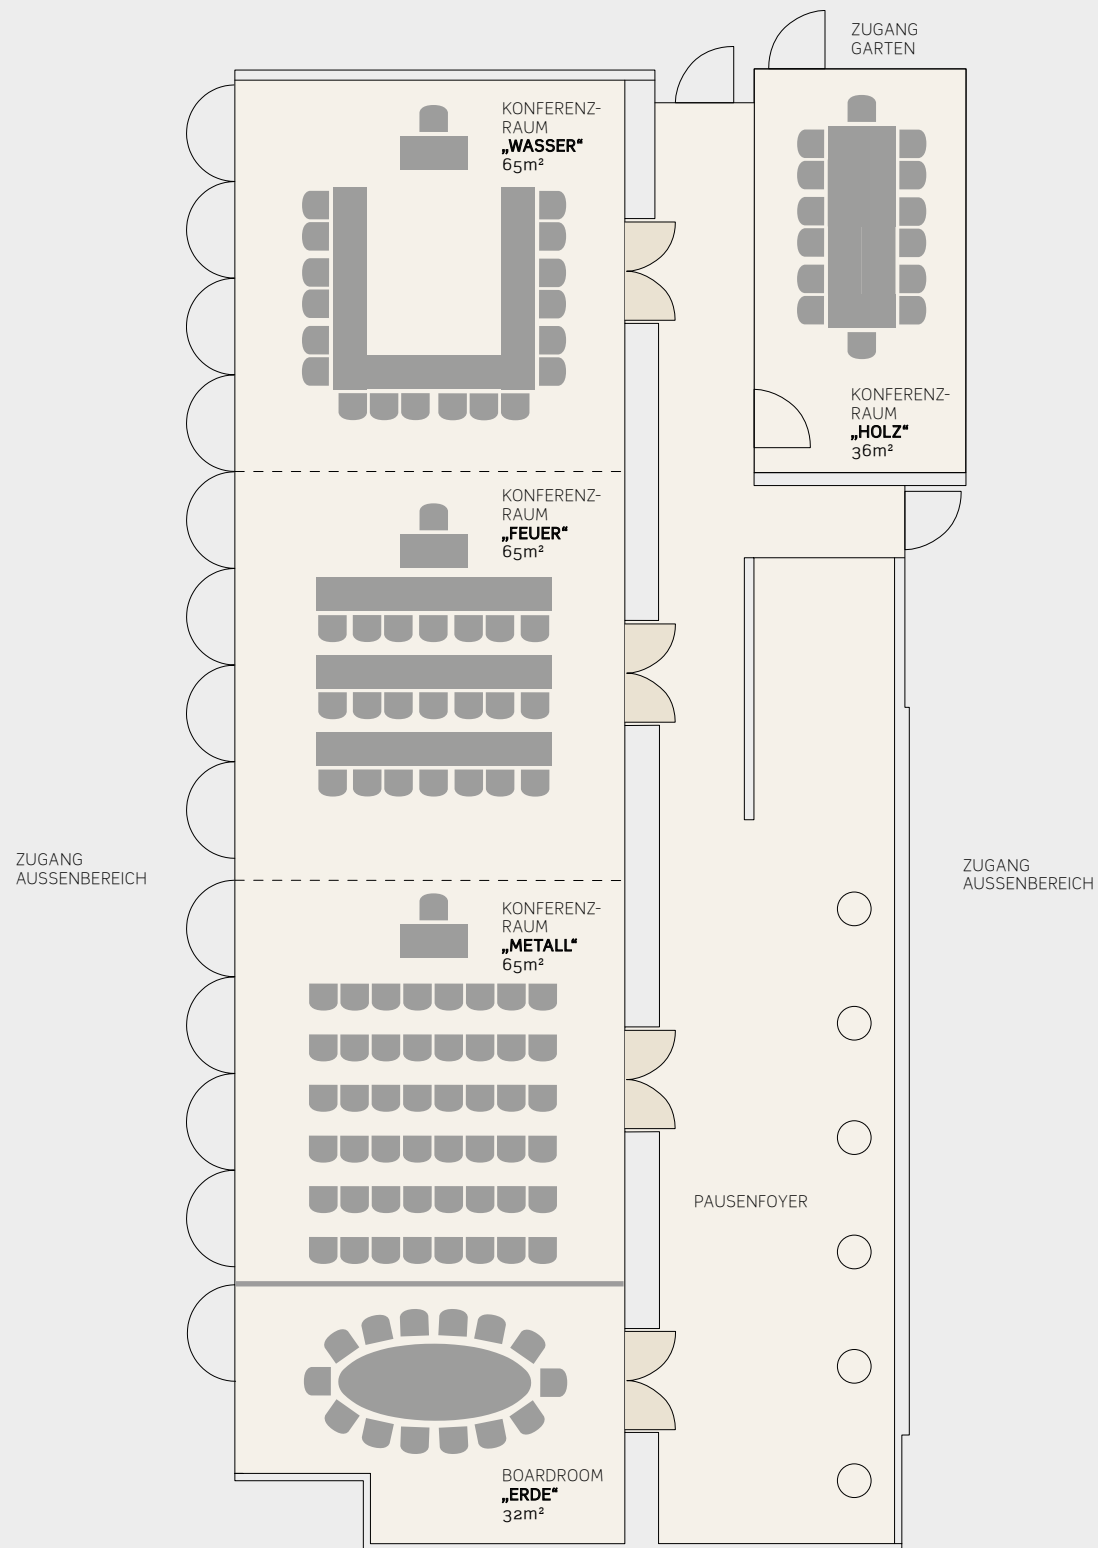 ZUGANG
GARTEN
KONFERENZ-
RAUM
„WASSER“
65m²
KONFERENZ-
RAUM
„HOLZ“
36m²
KONFERENZ-
RAUM
„FEUER“
65m²
ZUGANG
AUSSENBEREICH
ZUGANG
AUSSENBEREICH
KONFERENZ-
RAUM
„METALL“
65m²
PAUSENFOYER
BOARDROOM
„ERDE“
32m²